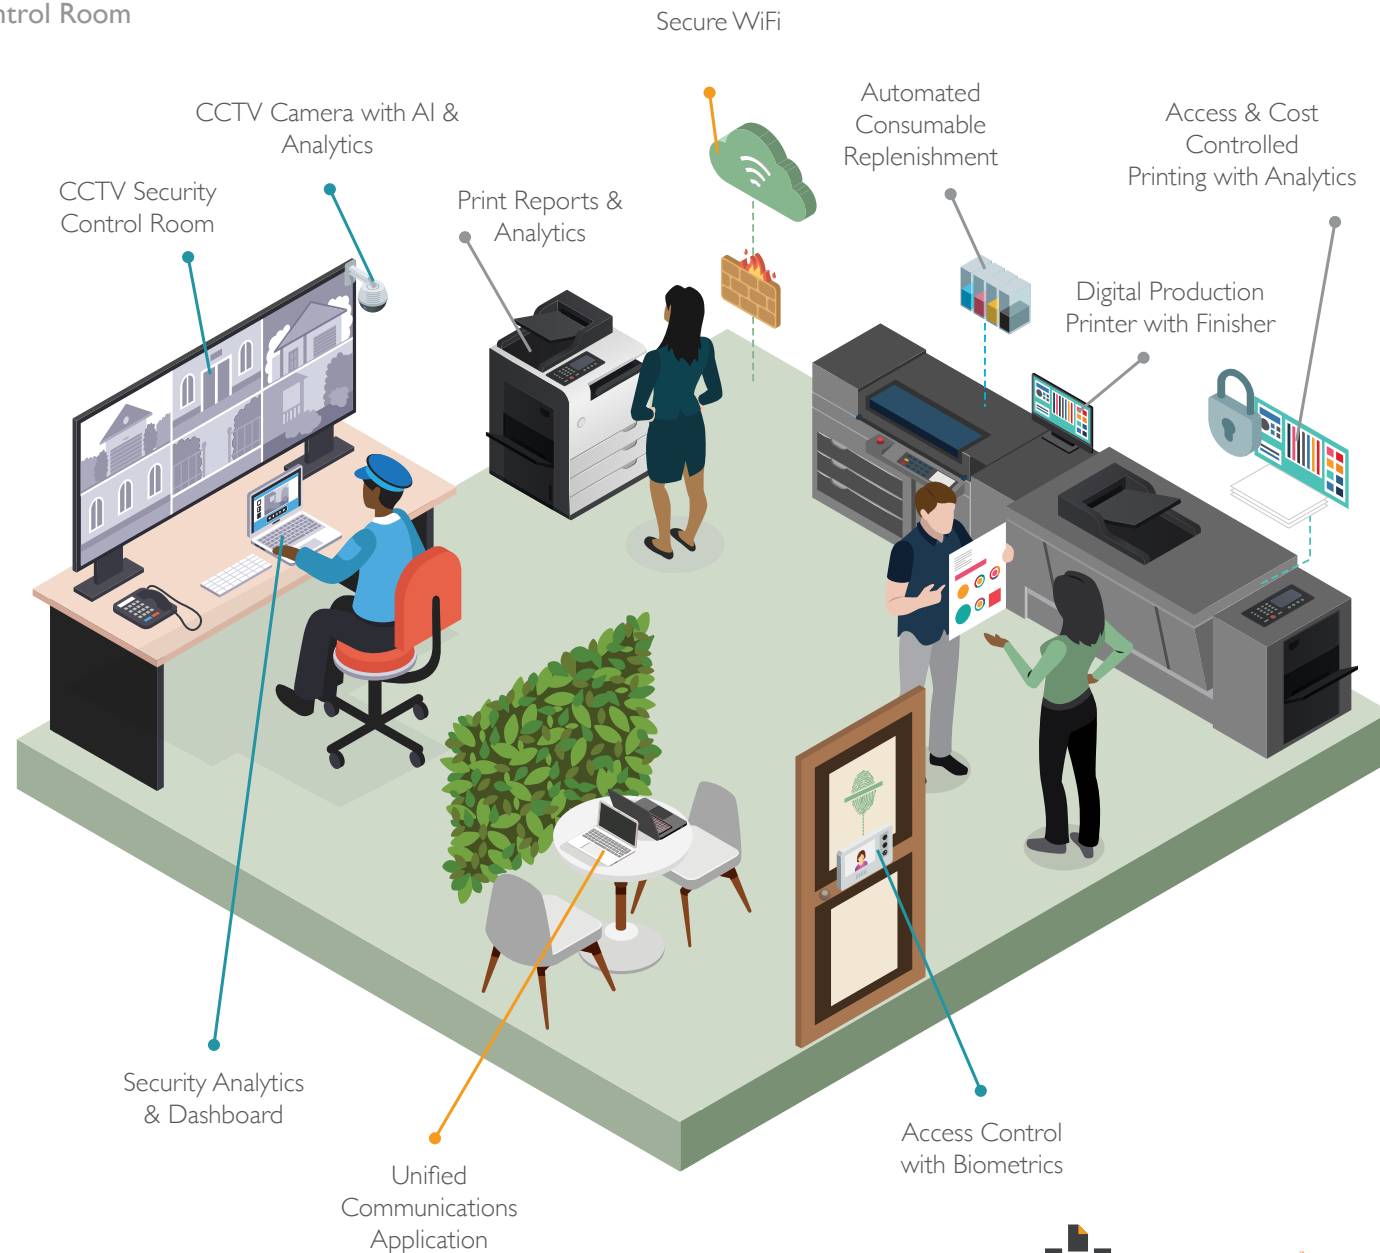 ntrol Room
Secure WiFi
CCTV Camera with AI &
Analytics
Automated
Consumable
Replenishment
Access & Cost
Controlled
Printing with Analytics
CCTV Security
Control Room
Print Reports &
Analytics
Digital Production
Printer with Finisher
Security Analytics
& Dashboard
Unified
Communications
Application
Access Control
with Biometrics